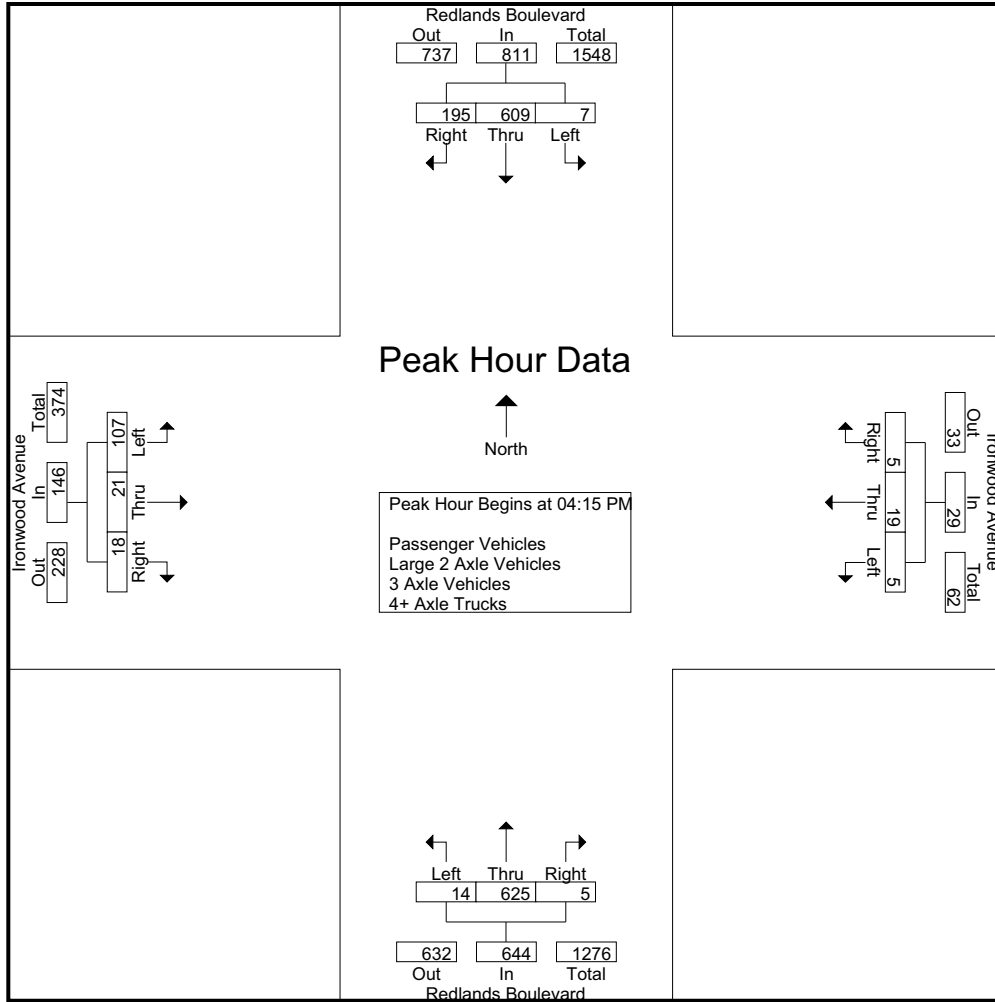 Redlands Boulevard
Out In Total
737 811 1548
195 609 7
Right Thru Left
Peak Hour Data
North
Ironwood Avenue
Total In Out
374 146 228
107 21 18
Left Thru Right
Peak Hour Begins at 04:15 PM
Passenger Vehicles
Large 2 Axle Vehicles
3 Axle Vehicles
4+ Axle Trucks
Right Thru Left
5 19 5
33 29 62
Out In Total
Ironwood Avenue
Left Thru Right
14 625 5
632 644 1276
Out In Total
Redlands Boulevard